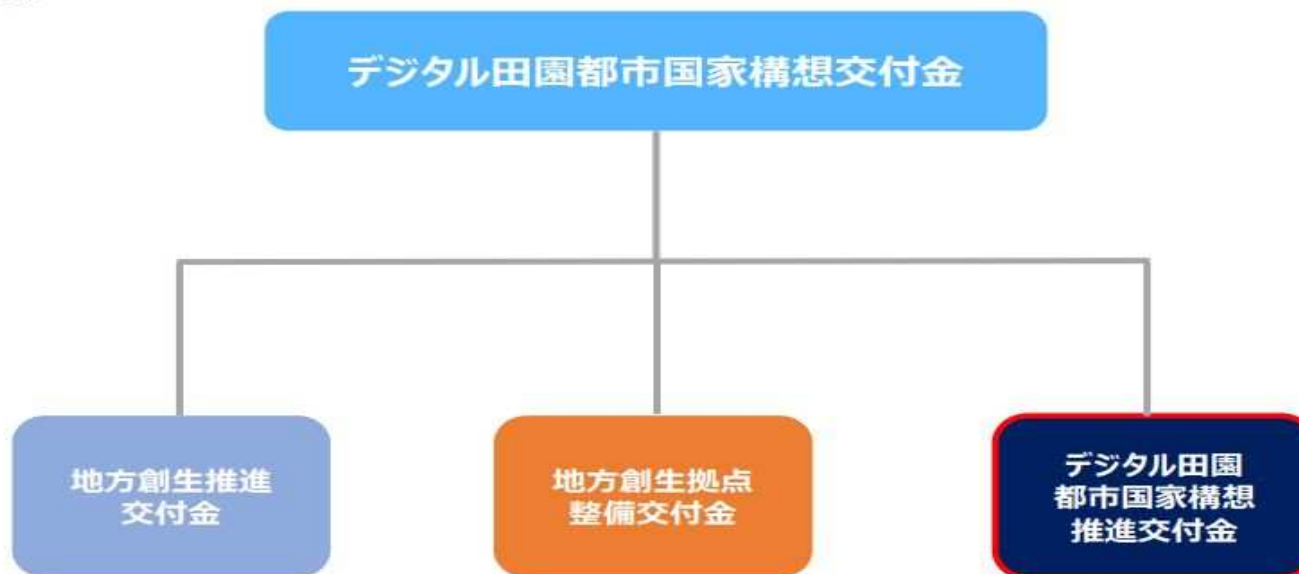 デジタル田園都市国家構想交付金
地方創生推進
交付金
地方創生拠点
整備交付金
デジタル田園
都市国家構想
推進交付金